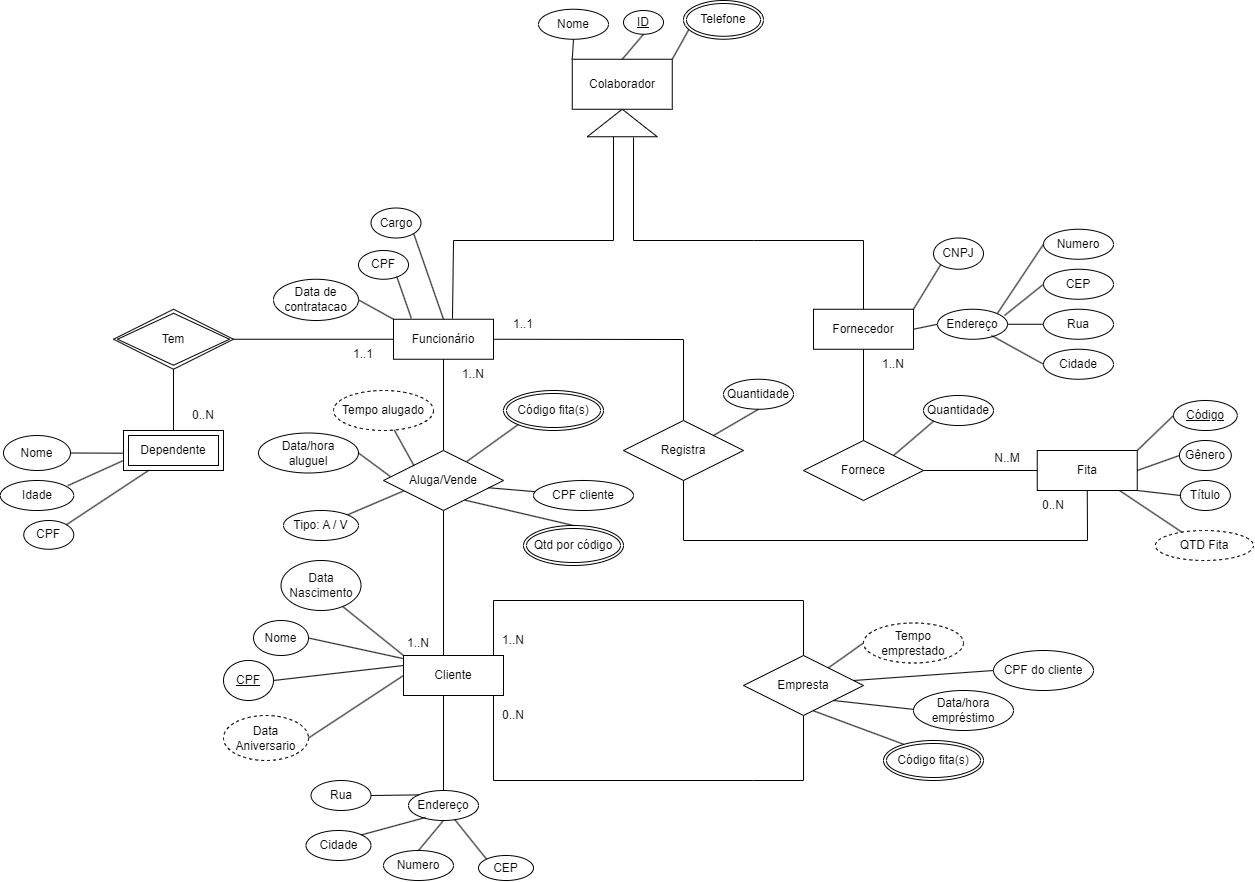 Nome
ID
Telefone
Colaborador
Cargo
CPF
Data de
contratacao
Funcionário
1..1
1..1
1..N
Tem
0..N
Dependente
Nome
Idade
CPF
CNPJ
Numero
CEP
Endereço
Rua
Cidade
Fornecedor
1..N
Tempo alugado
Código fita(s)
Data/hora
aluguel
Aluga/Vende
CPF cliente
Tipo: A / V
Qtd por código
Quantidade
Registra
Quantidade
Fornece
N..M
Fita
0..N
Código
Gênero
Título
QTD Fita
Data
Nascimento
Nome
CPF
Data
Aniversario
1..N
Cliente
1..N
0..N
Tempo
emprestado
Empresta
CPF do cliente
Data/hora
empréstimo
Código fita(s)
Endereço
Rua
Cidade
Numero
CEP